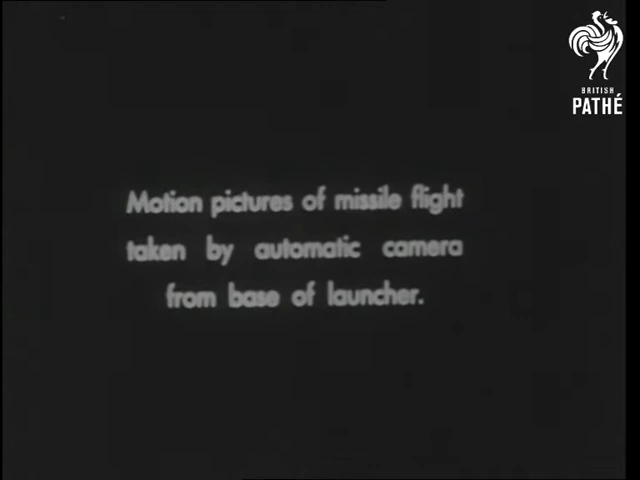 BRITISH
PATHÉ
Motion pictures of missile flight
taken by automatic camera
from base of launcher.